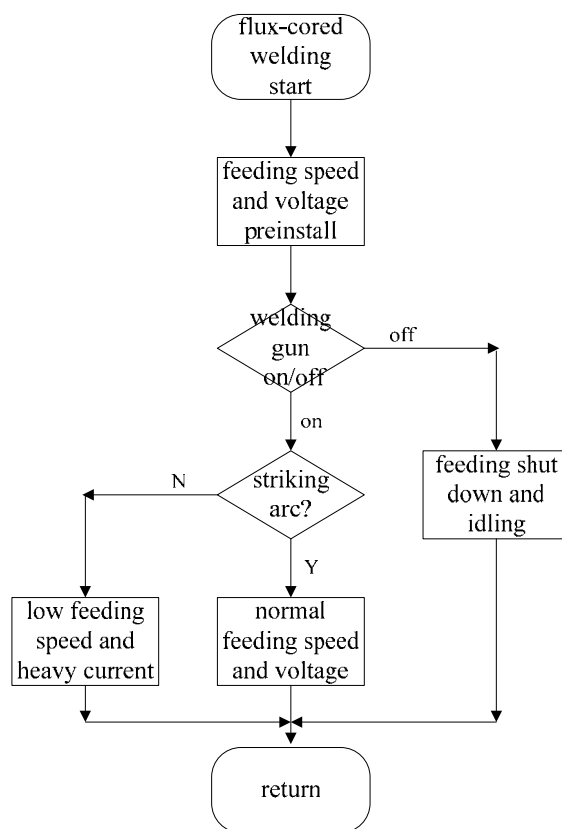 flux-cored
welding
start
feeding speed
and voltage
preinstall
welding
gun
on/off
off
on
feeding shut
down and
idling
striking
arc?
N
Y
low feeding
speed and
heavy current
normal
feeding speed
and voltage
return